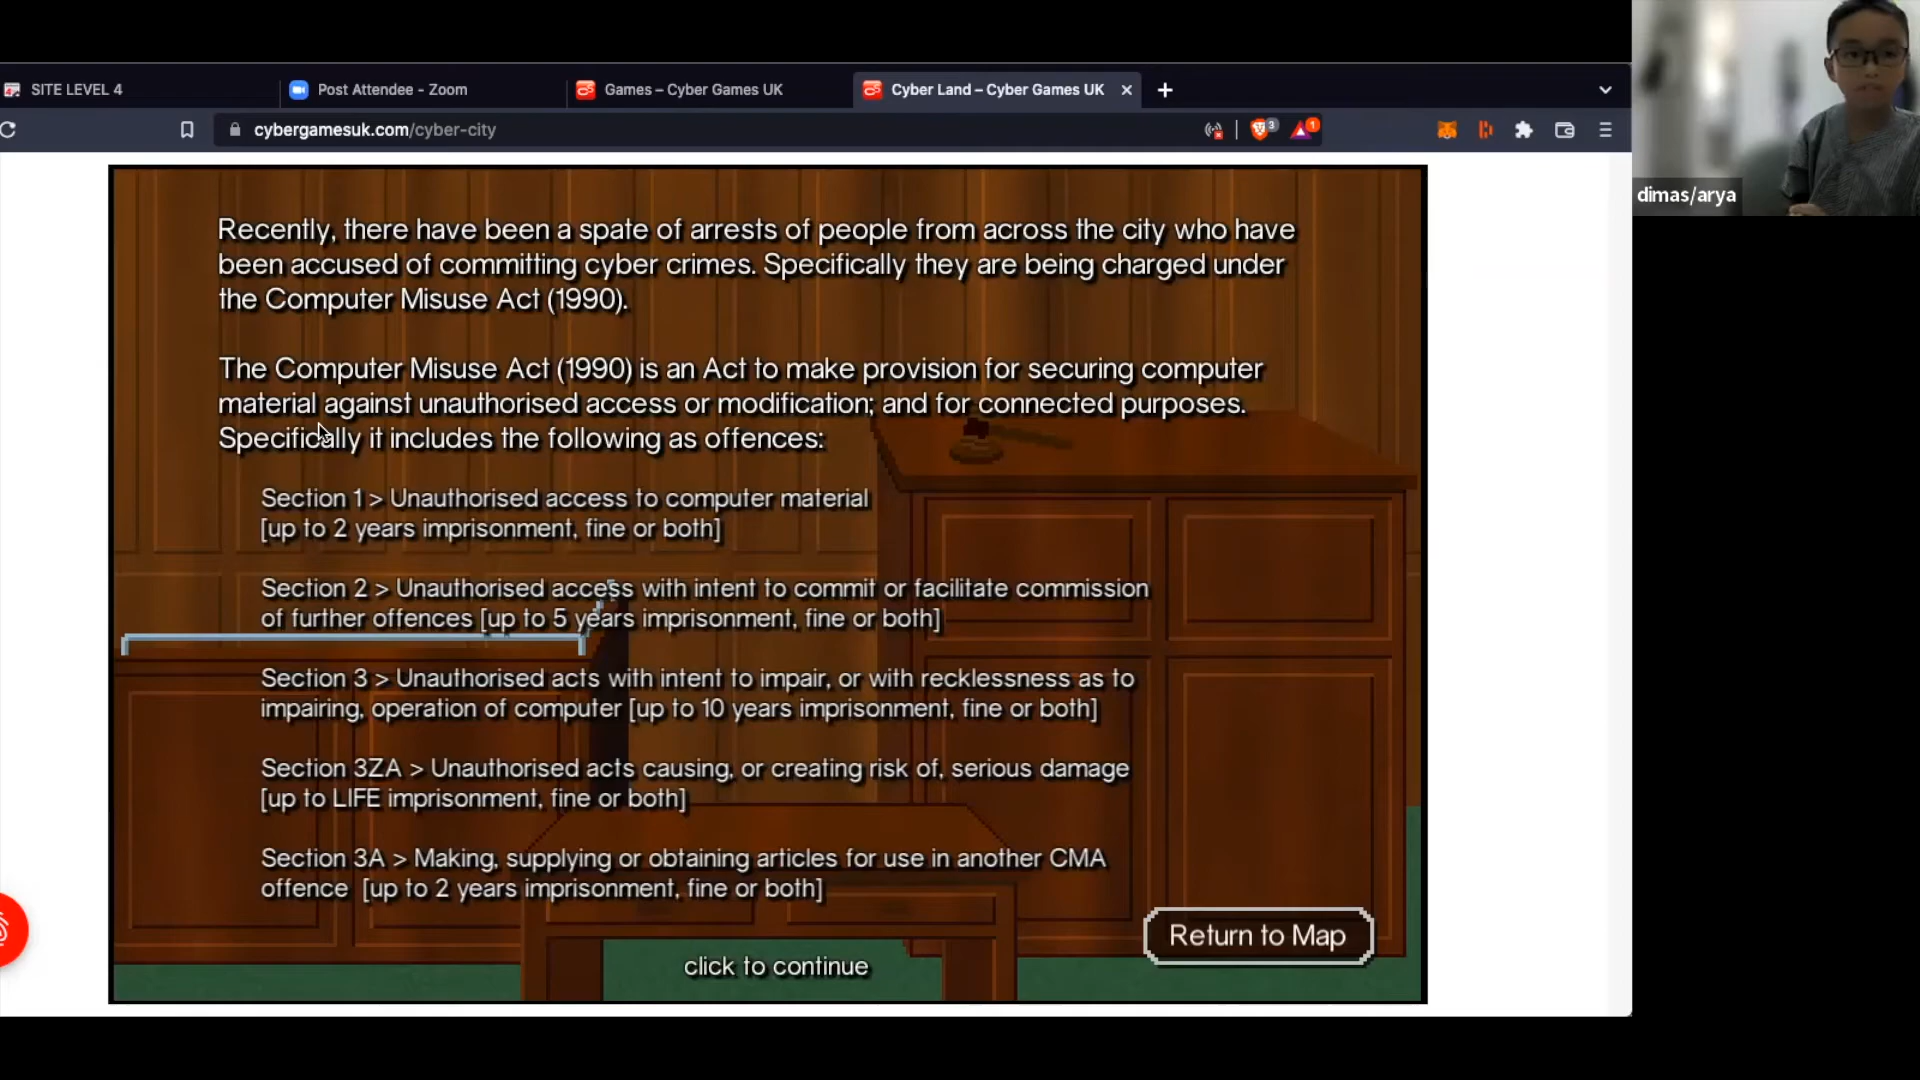 SITE LEVEL 4
Post Attendee - Zoom
Games – Cyber Games UK
Cyber Land – Cyber Games UK
cybergamesuk.com/cyber-city
3
1
dimas/arya
Recently, there have been a spate of arrests of people from across the city who have
been accused of committing cyber crimes. Specifically they are being charged under
the Computer Misuse Act (1990).
The Computer Misuse Act (1990) is an Act to make provision for securing computer
material against unauthorised access or modification; and for connected purposes.
Specifically it includes the following as offences:
Section 1 > Unauthorised access to computer material
[up to 2 years imprisonment, fine or both]
Section 2 > Unauthorised access with intent to commit or facilitate commission
of further offences [up to 5 years imprisonment, fine or both]
Section 3 > Unauthorised acts with intent to impair, or with recklessness as to
impairing, operation of computer [up to 10 years imprisonment, fine or both]
Section 3ZA > Unauthorised acts causing, or creating risk of, serious damage
[up to LIFE imprisonment, fine or both]
Section 3A > Making, supplying or obtaining articles for use in another CMA
offence [up to 2 years imprisonment, fine or both]
Return to Map
click to continue